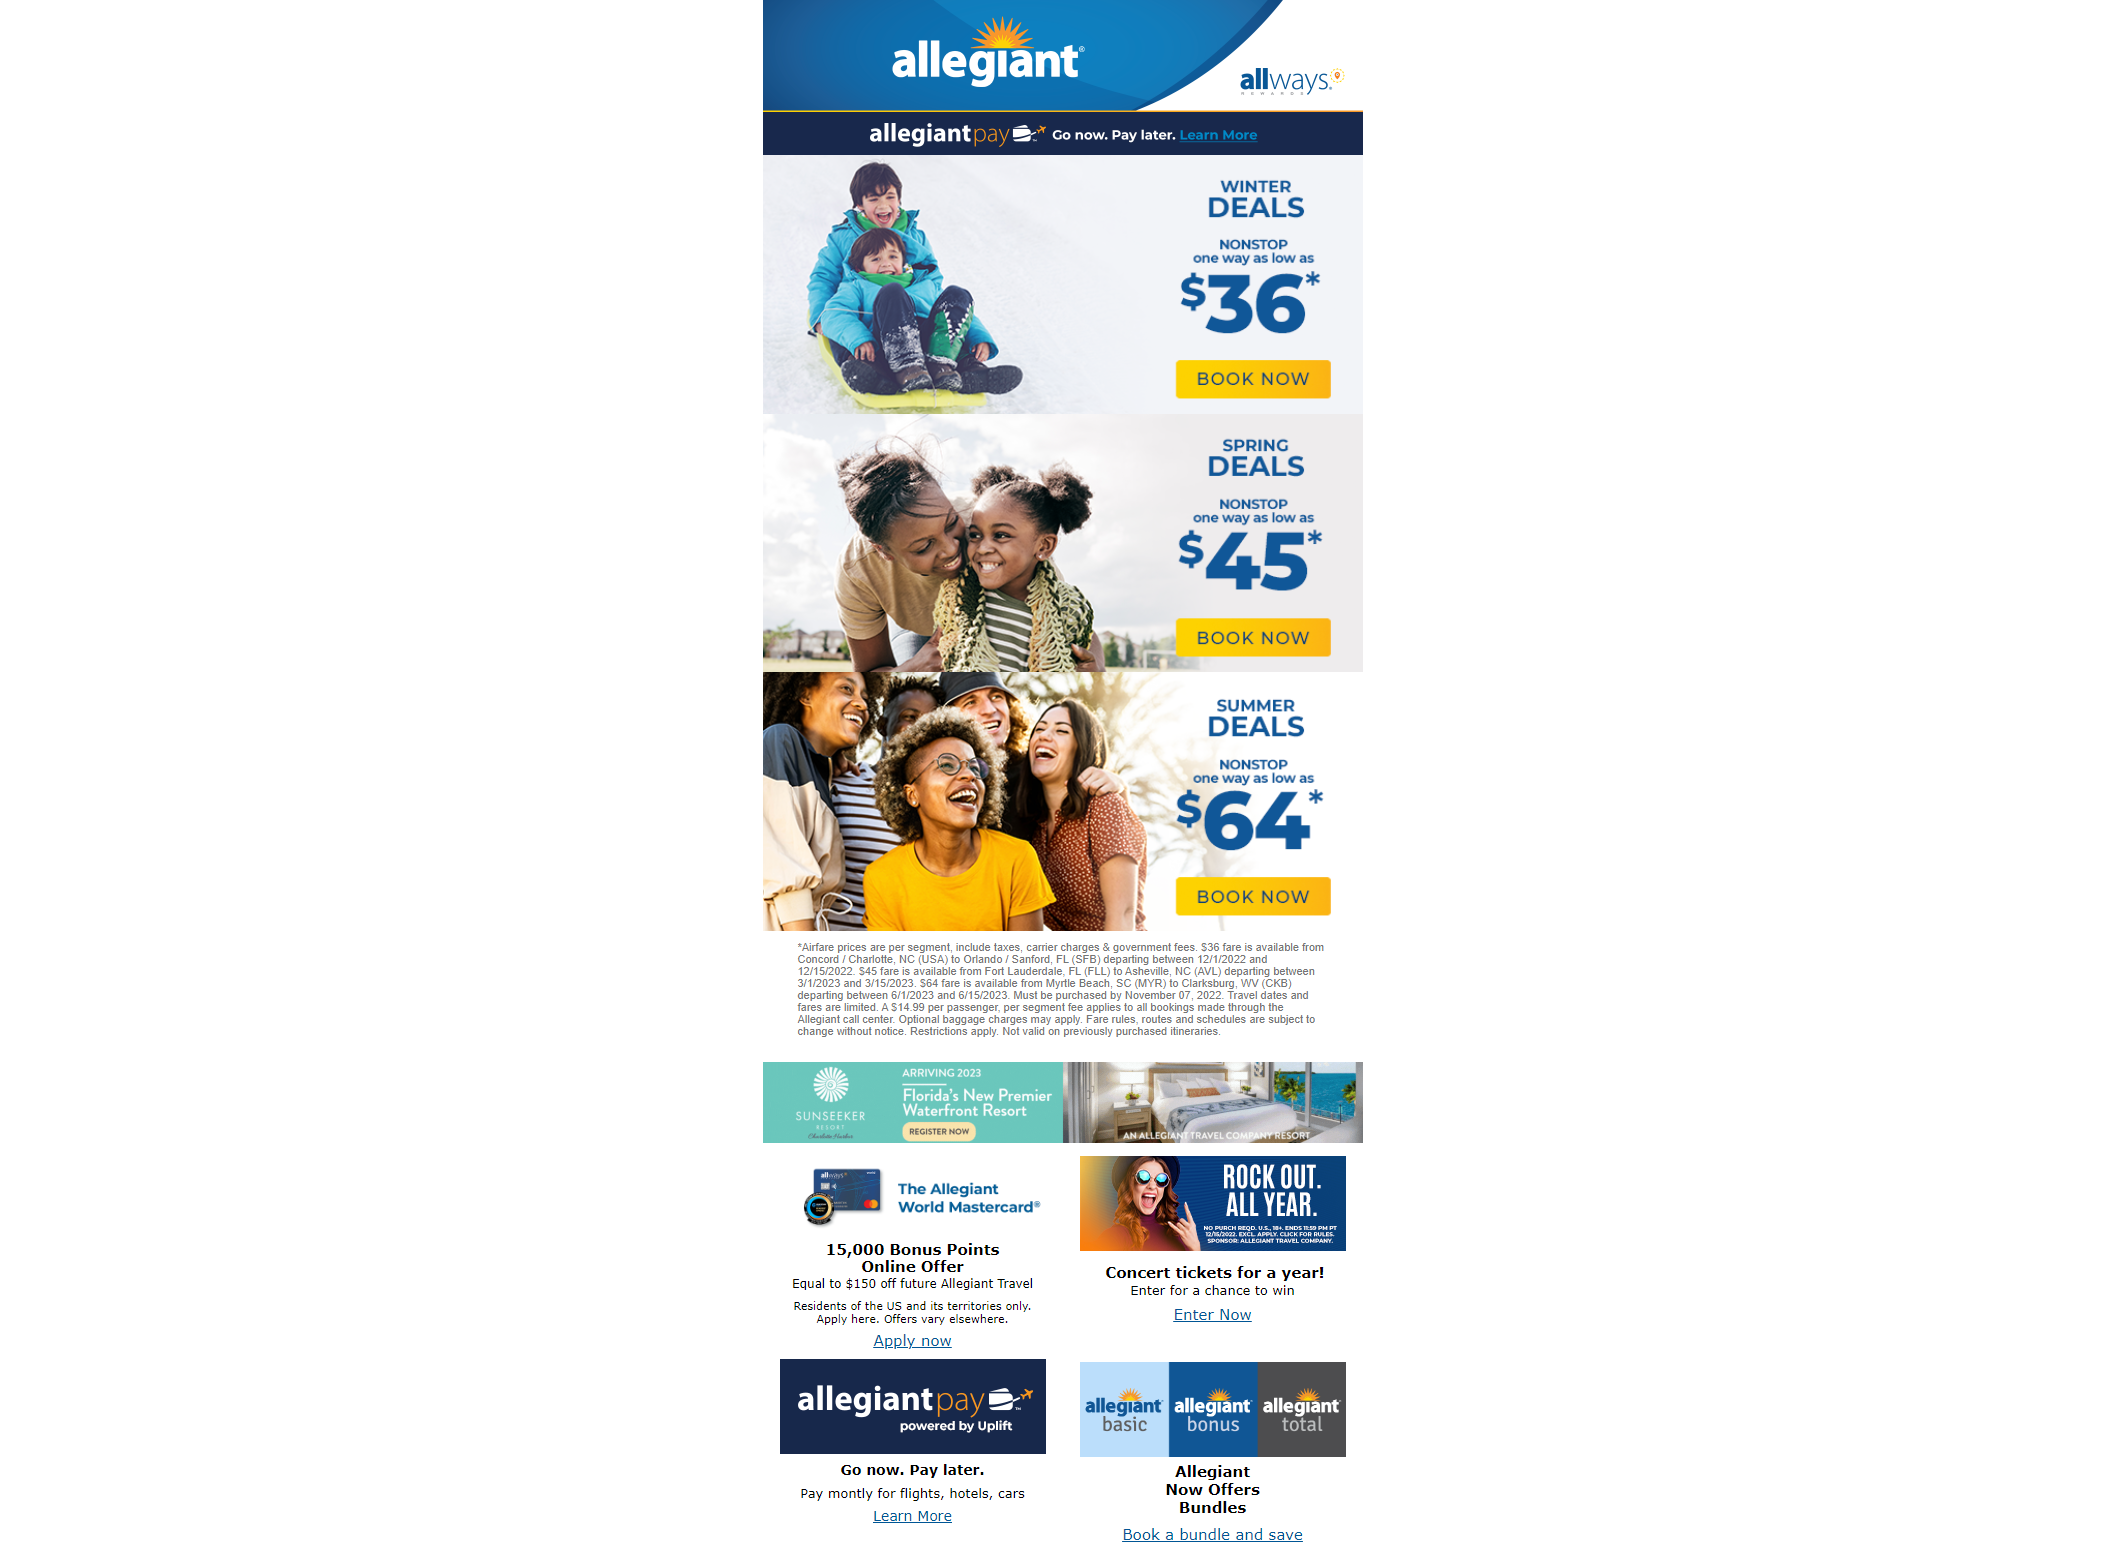 allegiant®
allways®
REWARDS
allegiantpay™ Go now. Pay later. Learn More
WINTER
DEALS
NONSTOP
one way as low as
$36*
BOOK NOW
SPRING
DEALS
NONSTOP
one way as low as
$45*
BOOK NOW
SUMMER
DEALS
NONSTOP
one way as low as
$64*
BOOK NOW
*Airfare prices are per segment, include taxes, carrier charges & government fees. $36 fare is available from
Concord / Charlotte, NC (USA) to Orlando / Sanford, FL (SFB) departing between 12/1/2022 and
12/15/2022. $45 fare is available from Fort Lauderdale, FL (FLL) to Asheville, NC (AVL) departing between
3/1/2023 and 3/15/2023. $64 fare is available from Myrtle Beach, SC (MYR) to Clarksburg, WV (CKB)
departing between 6/1/2023 and 6/15/2023. Must be purchased by November 07, 2022. Travel dates and
fares are limited. A $14.99 per passenger, per segment fee applies to all bookings made through the
Allegiant call center. Optional baggage charges may apply. Fare rules, routes and schedules are subject to
change without notice. Restrictions apply. Not valid on previously purchased itineraries.
SUNSEEKER
RESORT
Charlotte Harbor
ARRIVING 2023
Florida's New Premier
Waterfront Resort
REGISTER NOW
AN ALLEGIANT TRAVEL COMPANY RESORT
allways
The Allegiant
World Mastercard®
15,000 Bonus Points
Online Offer
Equal to $150 off future Allegiant Travel
Residents of the US and its territories only.
Apply here. Offers vary elsewhere.
Apply now
ROCK OUT.
ALL YEAR.
NO PURCH REQD. U.S., 18+. ENDS 11:59 PM PT
12/15/2022. EXCL. APPLY. CLICK FOR RULES.
SPONSOR: ALLEGIANT TRAVEL COMPANY.
Concert tickets for a year!
Enter for a chance to win
Enter Now
allegiantpay™
powered by Uplift
Go now. Pay later.
Pay montly for flights, hotels, cars
Learn More
allegiant
basic
allegiant
bonus
allegiant
total
Allegiant
Now Offers
Bundles
Book a bundle and save